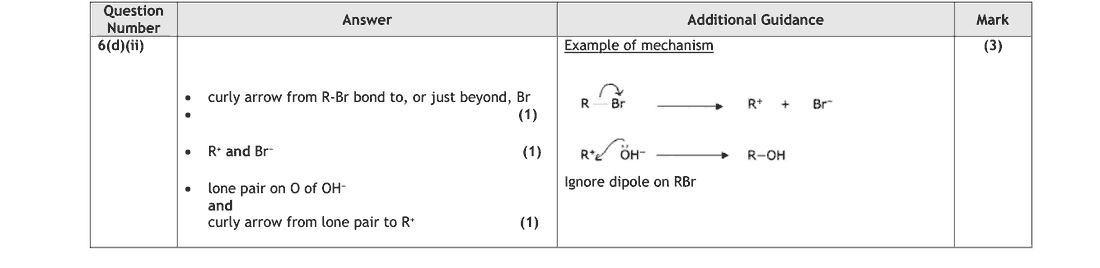 Question Number
Answer
Additional Guidance
Mark
6(d)(ii)
• curly arrow from R-Br bond to, or just beyond, Br
• (1)
• R⁺ and Br⁻ (1)
• lone pair on O of OH⁻
and
curly arrow from lone pair to R⁺ (1)
Example of mechanism
R Br R⁺ + Br⁻
R⁺ ÖH⁻ R–OH
Ignore dipole on RBr
(3)